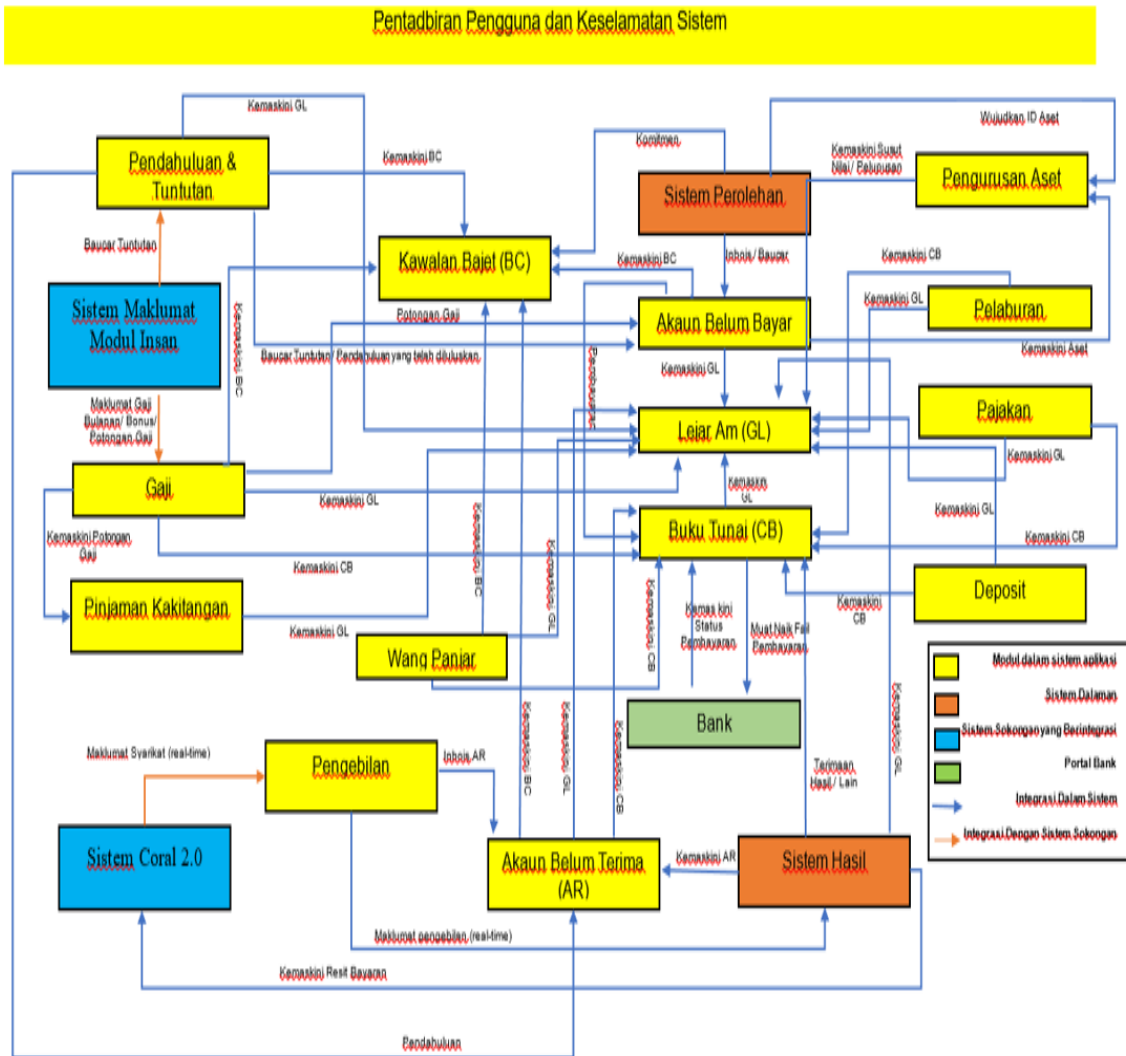 Pentadbiran Pengguna dan Keselamatan Sistem
Kemaskini GL
Wujudkan ID Aset
Pendahuluan &
Tuntutan
Kemaskini BC
Komitmen
Kemaskini Susut
Nilai / Pelupusan
Pengurusan Aset
Sistem Perolehan
Baucar Tuntutan
Kawalan Bajet (BC)
Kemaskini BC
Inbois / Baucar
Kemaskini CB
Sistem Maklumat
Modul Insan
Kemaskini BC
Potongan Gaji
Akaun Belum Bayar
Kemaskini GL
Pelaburan
Kemaskini Aset
Baucar Tuntutan / Pendahuluan yang telah diluluskan
Pembayaran
Kemaskini GL
Maklumat Gaji
Bulanan / Bonus/
Potongan Gaji
Lejar Am (GL)
Pajakan
Kemaskini GL
Gaji
Kemaskini GL
Kemaskini
GL
Kemaskini GL
Kemaskini Potongan
Gaji
Kemaskini CB
Buku Tunai (CB)
Kemaskini CB
Pinjaman Kakitangan
Kemaskini GL
Kemaskini BC
Kemaskini GL
Kemaskini CB
Kemas kini
Status
Pembayaran
Muat Naik Fail
Pembayaran
Kemaskini
CB
Deposit
Wang Panjar
Bank
Kemaskini GL
Modul dalam sistem aplikasi
Sistem Dalaman
Sistem Sokongan yang Berintegrasi
Portal Bank
Integrasi Dalam Sistem
Integrasi Dengan Sistem Sokongan
Maklumat Syarikat (real-time)
Pengebilan
Inbois AR
Kemaskini BC
Kemaskini GL
Kemaskini CB
Terimaan
Hasil / Lain
Sistem Coral 2.0
Akaun Belum Terima
(AR)
Kemaskini AR
Sistem Hasil
Maklumat pengebilan (real-time)
Kemaskini Resit Bayaran
Pendahuluan